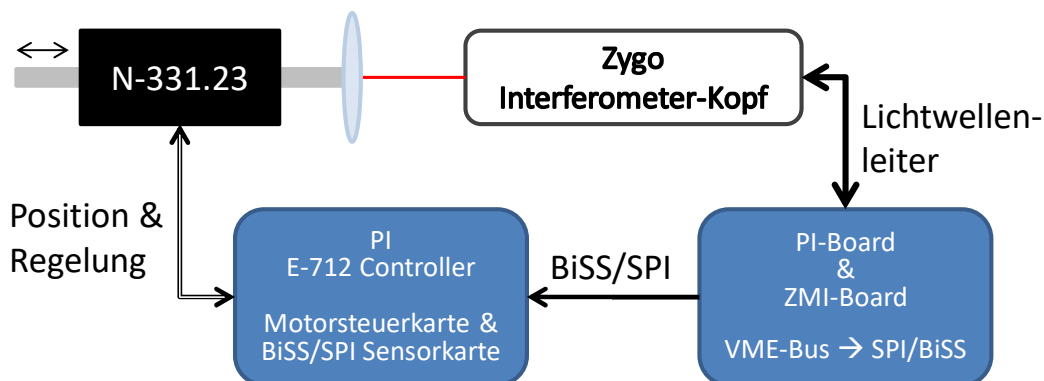 N-331.23
Zygo
Interferometer-Kopf
Lichtwellen-
leiter
Position &
Regelung
PI
E-712 Controller
Motorsteuerkarte &
BiSS/SPI Sensorkarte
BiSS/SPI
PI-Board
&
ZMI-Board
VME-Bus → SPI/BiSS